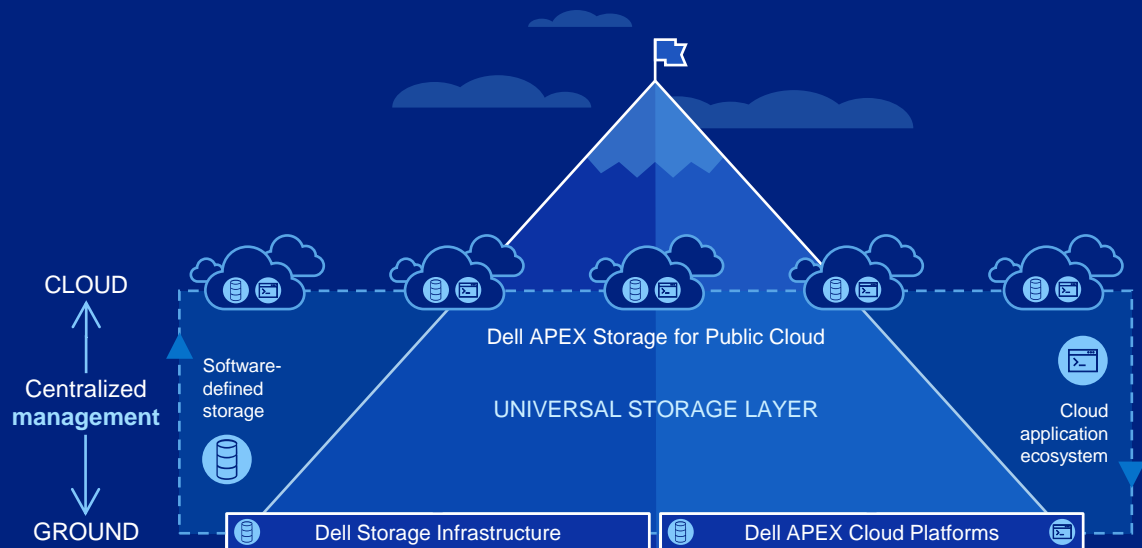 CLOUD
Centralized
management
GROUND
Software-
defined
storage
Dell APEX Storage for Public Cloud
UNIVERSAL STORAGE LAYER
Cloud
application
ecosystem
Dell Storage Infrastructure
Dell APEX Cloud Platforms